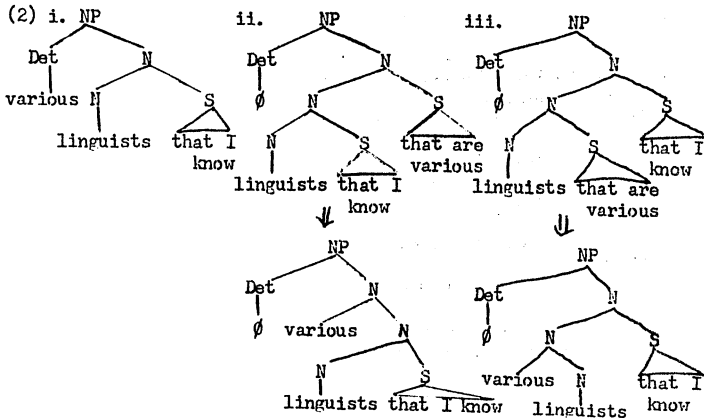 (2) i. NP ii. NP iii. NP
Det N Det N Det N
various N S ∅ N S ∅ N S
linguists that I know N S that are various N S that I know
linguists that I know linguists that are various
⇓ ⇓
NP NP
Det N Det N
∅ various N ∅ N S
N S various N that I know
linguists that I know linguists